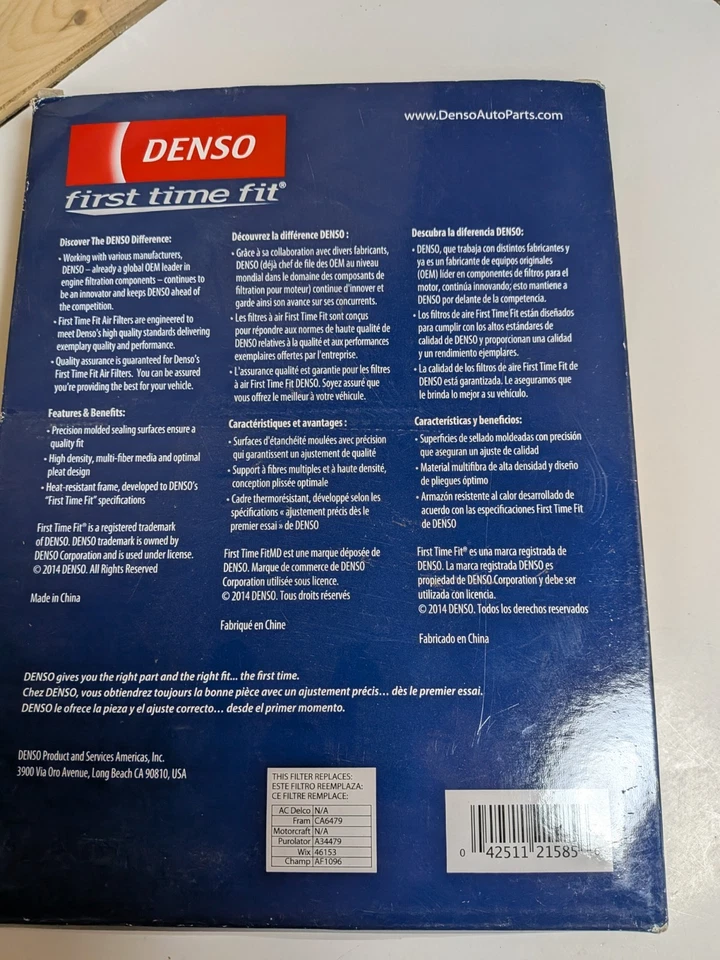 www.DensoAutoParts.com
DENSO
first time fit®
Discover The DENSO Difference:
• Working with various manufacturers,
DENSO – already a global OEM leader in
engine filtration components – continues to
be an innovator and keeps DENSO ahead of
the competition.
• First Time Fit Air Filters are engineered to
meet Denso's high quality standards delivering
exemplary quality and performance.
• Quality assurance is guaranteed for Denso's
First Time Fit Air Filters. You can be assured
you're providing the best for your vehicle.
Features & Benefits:
• Precision molded sealing surfaces ensure a
quality fit
• High density, multi-fiber media and optimal
pleat design
• Heat-resistant frame, developed to DENSO's
"First Time Fit" specifications
First Time Fit® is a registered trademark
of DENSO. DENSO trademark is owned by
DENSO Corporation and is used under license.
© 2014 DENSO. All Rights Reserved
Made in China
Découvrez la différence DENSO :
• Grâce à sa collaboration avec divers fabricants,
DENSO (déjà chef de file des OEM au niveau
mondial dans le domaine des composants de
filtration pour moteur) continue d'innover et
garde ainsi son avance sur ses concurrents.
• Les filtres à air First Time Fit sont conçus
pour répondre aux normes de haute qualité de
DENSO relatives à la qualité et aux performances
exemplaires offertes par l'entreprise.
• L'assurance qualité est garantie pour les filtres
à air First Time Fit DENSO. Soyez assuré que
vous offrez le meilleur à votre véhicule.
Caractéristiques et avantages :
• Surfaces d'étanchéité moulées avec précision
qui garantissent un ajustement de qualité
• Support à fibres multiples et à haute densité,
conception plissée optimale
• Cadre thermorésistant, développé selon les
spécifications « ajustement précis dès le
premier essai » de DENSO
First Time FitMD est une marque déposée de
DENSO. Marque de commerce de DENSO
Corporation utilisée sous licence.
© 2014 DENSO. Tous droits réservés
Fabriqué en Chine
Descubra la diferencia DENSO:
• DENSO, que trabaja con distintos fabricantes y
ya es un fabricante de equipos originales
(OEM) líder en componentes de filtros para el
motor, continúa innovando; esto mantiene a
DENSO por delante de la competencia.
• Los filtros de aire First Time Fit están diseñados
para cumplir con los altos estándares de
calidad de DENSO y proporcionan una calidad
y un rendimiento ejemplares.
• La calidad de los filtros de aire First Time Fit de
DENSO está garantizada. Le aseguramos que
le brinda lo mejor a su vehículo.
Características y beneficios:
• Superficies de sellado moldeadas con precisión
que aseguran un ajuste de calidad
• Material multifibra de alta densidad y diseño
de pliegues óptimo
• Armazón resistente al calor desarrollado de
acuerdo con las especificaciones First Time Fit
de DENSO
First Time Fit® es una marca registrada de
DENSO. La marca registrada DENSO es
propiedad de DENSO Corporation y debe ser
utilizada con licencia.
© 2014 DENSO. Todos los derechos reservados
Fabricado en China
DENSO gives you the right part and the right fit... the first time.
Chez DENSO, vous obtiendrez toujours la bonne pièce avec un ajustement précis... dès le premier essai.
DENSO le ofrece la pieza y el ajuste correcto... desde el primer momento.
DENSO Product and Services Americas, Inc.
3900 Via Oro Avenue, Long Beach CA 90810, USA
THIS FILTER REPLACES:
ESTE FILTRO REEMPLAZA:
CE FILTRE REMPLACE:
AC Delco N/A
Fram CA6479
Motorcraft N/A
Purolator A34479
Wix 46153
Champ AF1096
0 42511 21585